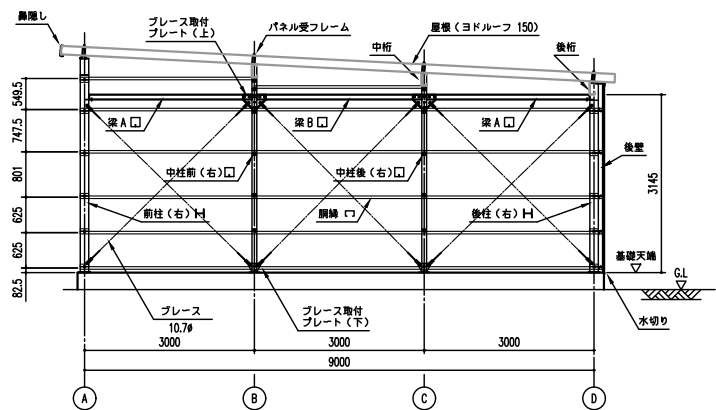 鼻隠し
ブレース取付
プレート(上)
パネル受フレーム
中桁
屋根(ヨドルーフ 150)
後桁
549.5
747.5
801
625
625
82.5
梁A
梁B
梁A
中柱前(右)
中柱後(右)
後壁
3145
前柱(右)
胴縁
後柱(右)
基礎天端
G.L
ブレース
10.7φ
ブレース取付
プレート(下)
水切り
3000
3000
3000
9000
A
B
C
D